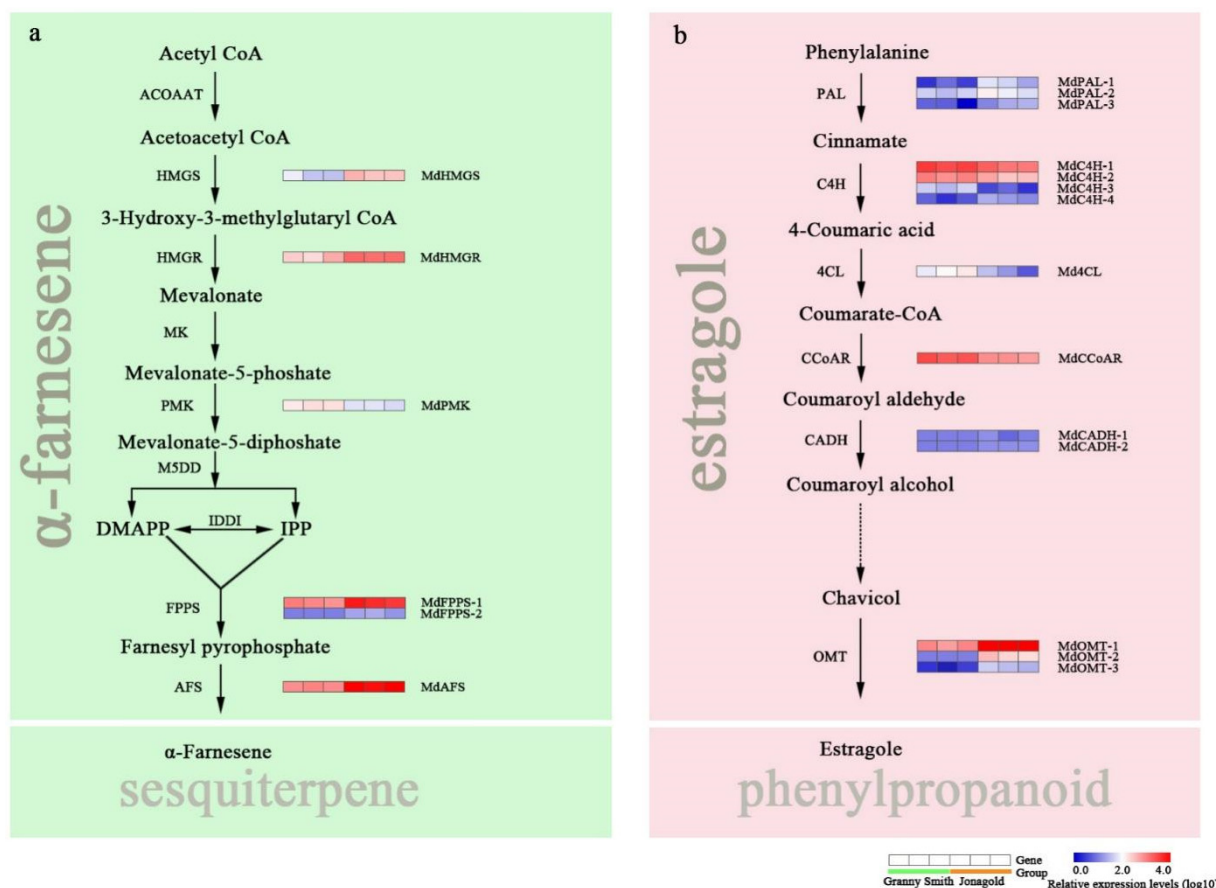 a
Acetyl CoA
ACOAAT
Acetoacetyl CoA
HMGS
MdHMGS
3-Hydroxy-3-methylglutaryl CoA
HMGR
MdHMGR
Mevalonate
MK
Mevalonate-5-phoshate
PMK
MdPMK
Mevalonate-5-diphoshate
M5DD
DMAPP
IDDI
IPP
FPPS
MdFPPS-1
MdFPPS-2
Farnesyl pyrophosphate
AFS
MdAFS
α-Farnesene
α-farnesene
sesquiterpene
b
Phenylalanine
PAL
MdPAL-1
MdPAL-2
MdPAL-3
Cinnamate
C4H
MdC4H-1
MdC4H-2
MdC4H-3
MdC4H-4
4-Coumaric acid
4CL
Md4CL
Coumarate-CoA
CCoAR
MdCCoAR
Coumaroyl aldehyde
CADH
MdCADH-1
MdCADH-2
Coumaroyl alcohol
Chavicol
OMT
MdOMT-1
MdOMT-2
MdOMT-3
Estragole
estragole
phenylpropanoid
Gene
Group
Granny Smith Jonagold
0.0 2.0 4.0
Relative expression levels (log10)